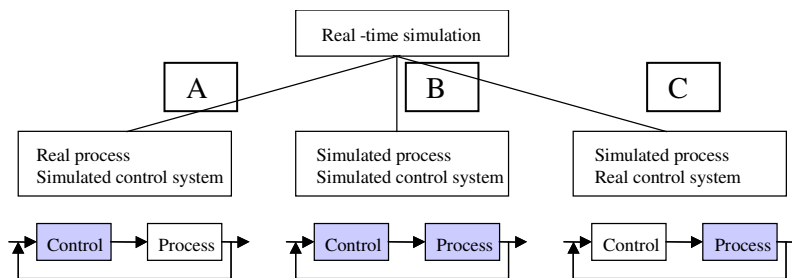 Real -time simulation
A
B
C
Real process
Simulated control system
Simulated process
Simulated control system
Simulated process
Real control system
Control
Process
Control
Process
Control
Process